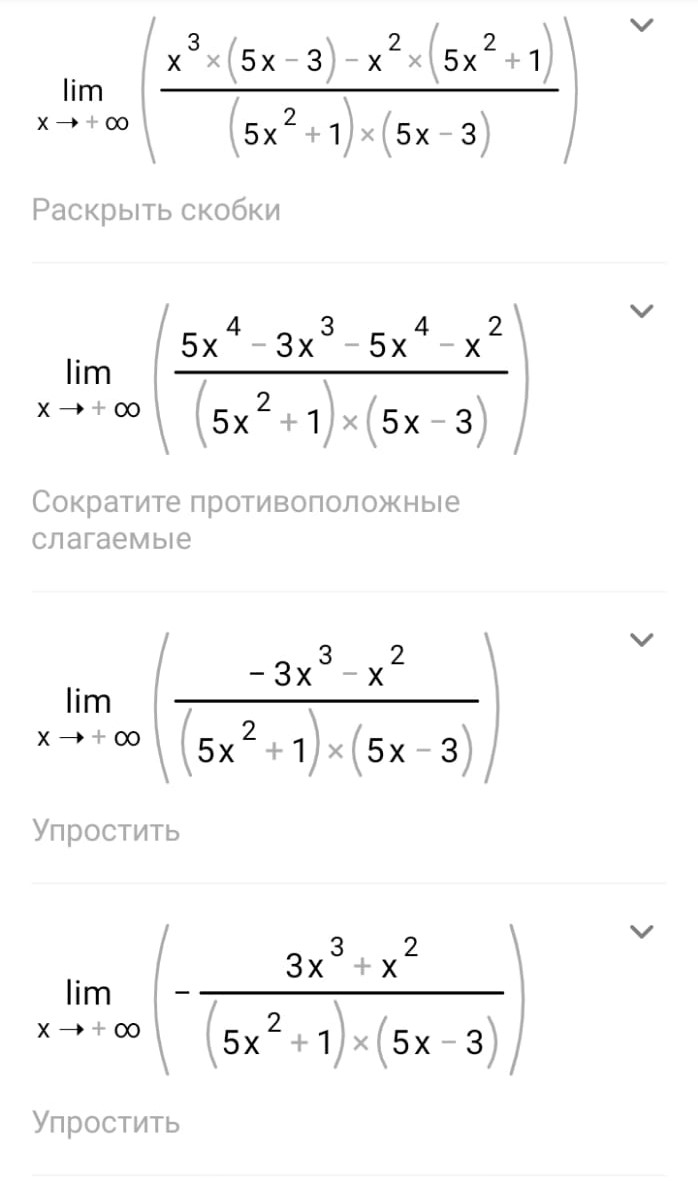 lim x → + ∞ ( (x³ × (5x − 3) − x² × (5x² + 1)) / ((5x² + 1) × (5x − 3)) )
Раскрыть скобки
lim x → + ∞ ( (5x⁴ − 3x³ − 5x⁴ − x²) / ((5x² + 1) × (5x − 3)) )
Сократите противоположные
слагаемые
lim x → + ∞ ( (− 3x³ − x²) / ((5x² + 1) × (5x − 3)) )
Упростить
lim x → + ∞ ( − (3x³ + x²) / ((5x² + 1) × (5x − 3)) )
Упростить